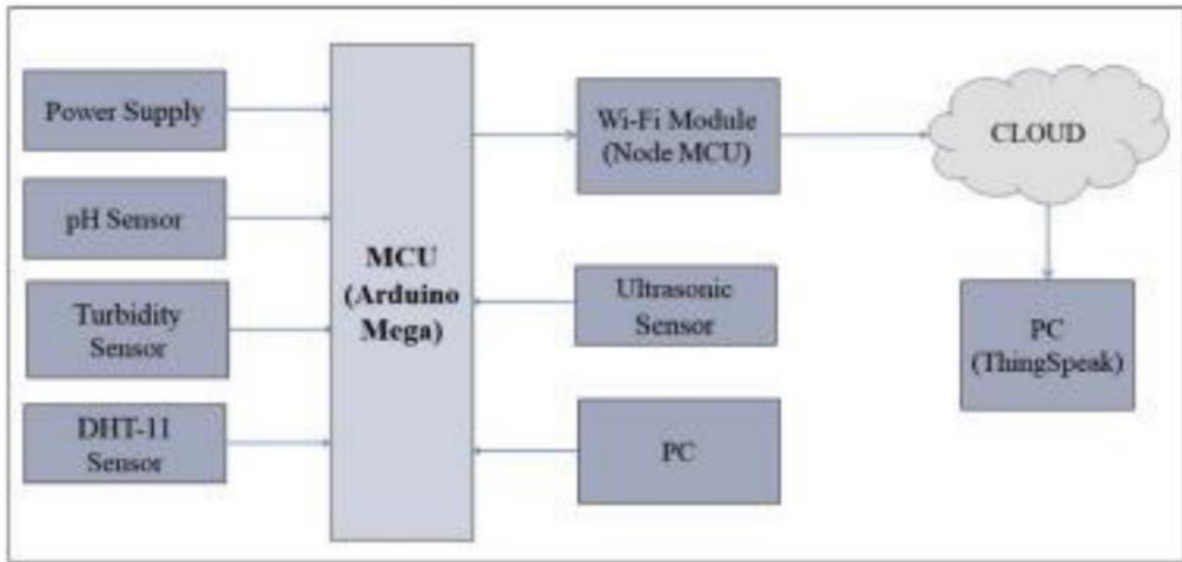 Power Supply
pH Sensor
Turbidity
Sensor
DHT-11
Sensor
MCU
(Arduino
Mega)
Wi-Fi Module
(Node MCU)
Ultrasonic
Sensor
PC
CLOUD
PC
(ThingSpeak)